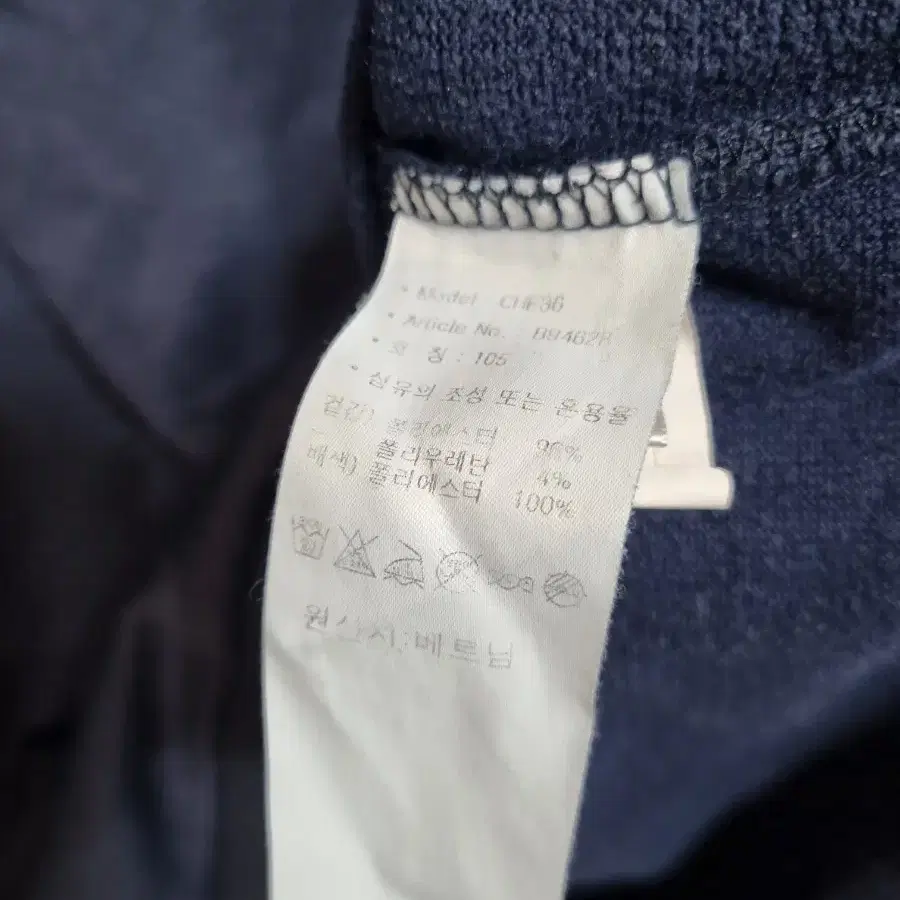 • Model CHF36
• Article No. : B94628
• 호 칭 : 105
• 섬유의 조성 또는 혼용율
겉감) 폴리에스터 96%
폴리우레탄 4%
배색) 폴리에스터 100%
원산지:베트남